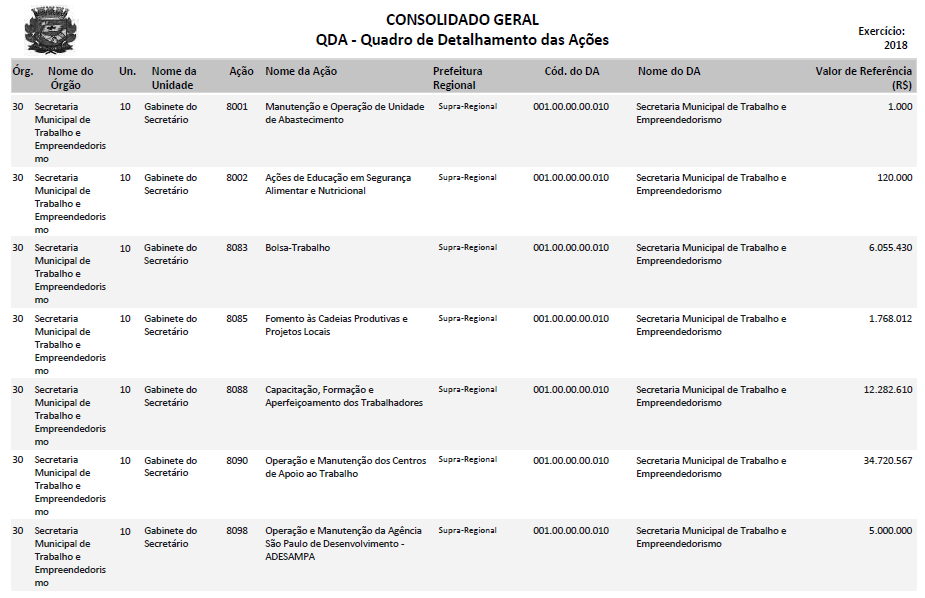 CONSOLIDADO GERAL
QDA - Quadro de Detalhamento das Ações
Exercício:
2018
Órg. Nome do Órgão Un. Nome da Unidade Ação Nome da Ação Prefeitura Regional Cód. do DA Nome do DA Valor de Referência (R$)
30 Secretaria 10 Gabinete do 8001 Manutenção e Operação de Unidade Supra-Regional 001.00.00.00.010 Secretaria Municipal de Trabalho e 1.000
Municipal de Secretário de Abastecimento Empreendedorismo
Trabalho e
Empreendedoris
mo
30 Secretaria 10 Gabinete do 8002 Ações de Educação em Segurança Supra-Regional 001.00.00.00.010 Secretaria Municipal de Trabalho e 120.000
Municipal de Secretário Alimentar e Nutricional Empreendedorismo
Trabalho e
Empreendedoris
mo
30 Secretaria 10 Gabinete do 8083 Bolsa-Trabalho Supra-Regional 001.00.00.00.010 Secretaria Municipal de Trabalho e 6.055.430
Municipal de Secretário Empreendedorismo
Trabalho e
Empreendedoris
mo
30 Secretaria 10 Gabinete do 8085 Fomento às Cadeias Produtivas e Supra-Regional 001.00.00.00.010 Secretaria Municipal de Trabalho e 1.768.012
Municipal de Secretário Projetos Locais Empreendedorismo
Trabalho e
Empreendedoris
mo
30 Secretaria 10 Gabinete do 8088 Capacitação, Formação e Supra-Regional 001.00.00.00.010 Secretaria Municipal de Trabalho e 12.282.610
Municipal de Secretário Aperfeiçoamento dos Trabalhadores Empreendedorismo
Trabalho e
Empreendedoris
mo
30 Secretaria 10 Gabinete do 8090 Operação e Manutenção dos Centros Supra-Regional 001.00.00.00.010 Secretaria Municipal de Trabalho e 34.720.567
Municipal de Secretário de Apoio ao Trabalho Empreendedorismo
Trabalho e
Empreendedoris
mo
30 Secretaria 10 Gabinete do 8098 Operação e Manutenção da Agência Supra-Regional 001.00.00.00.010 Secretaria Municipal de Trabalho e 5.000.000
Municipal de Secretário São Paulo de Desenvolvimento - Empreendedorismo
Trabalho e ADESAMPA
Empreendedoris
mo